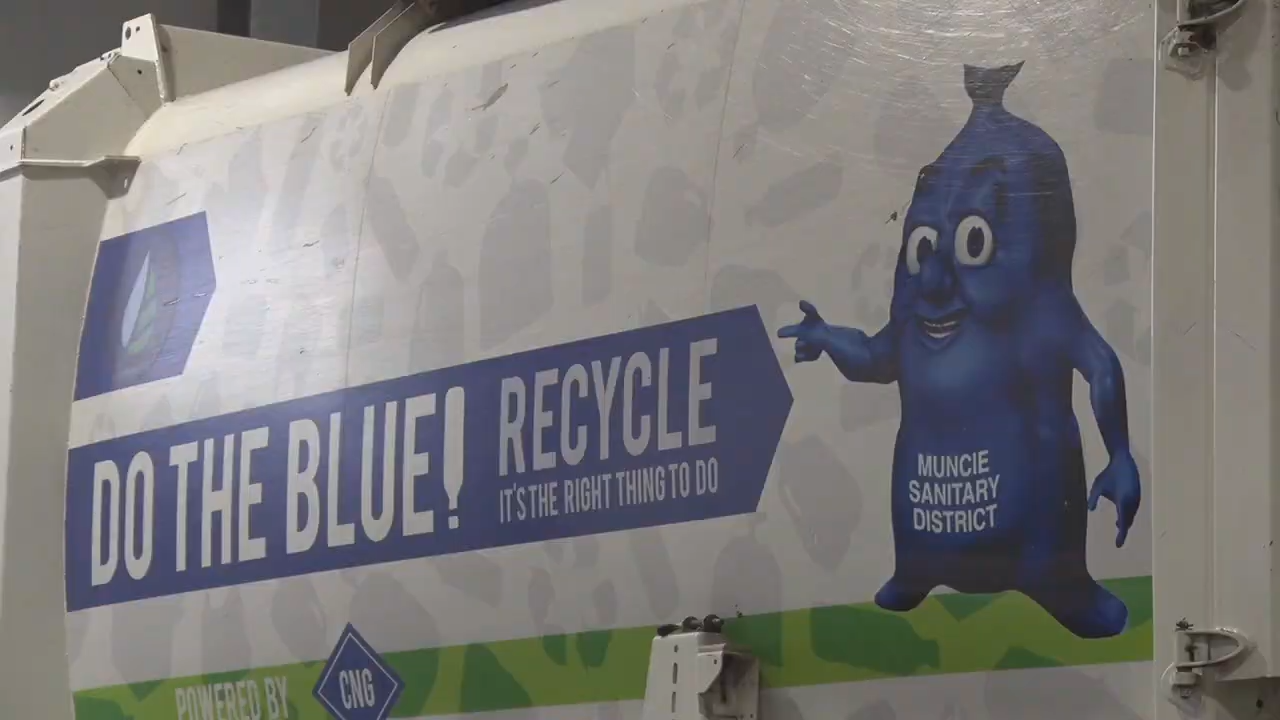 DO THE BLUE!
RECYCLE
IT'S THE RIGHT THING TO DO
MUNCIE
SANITARY
DISTRICT
POWERED BY
CNG